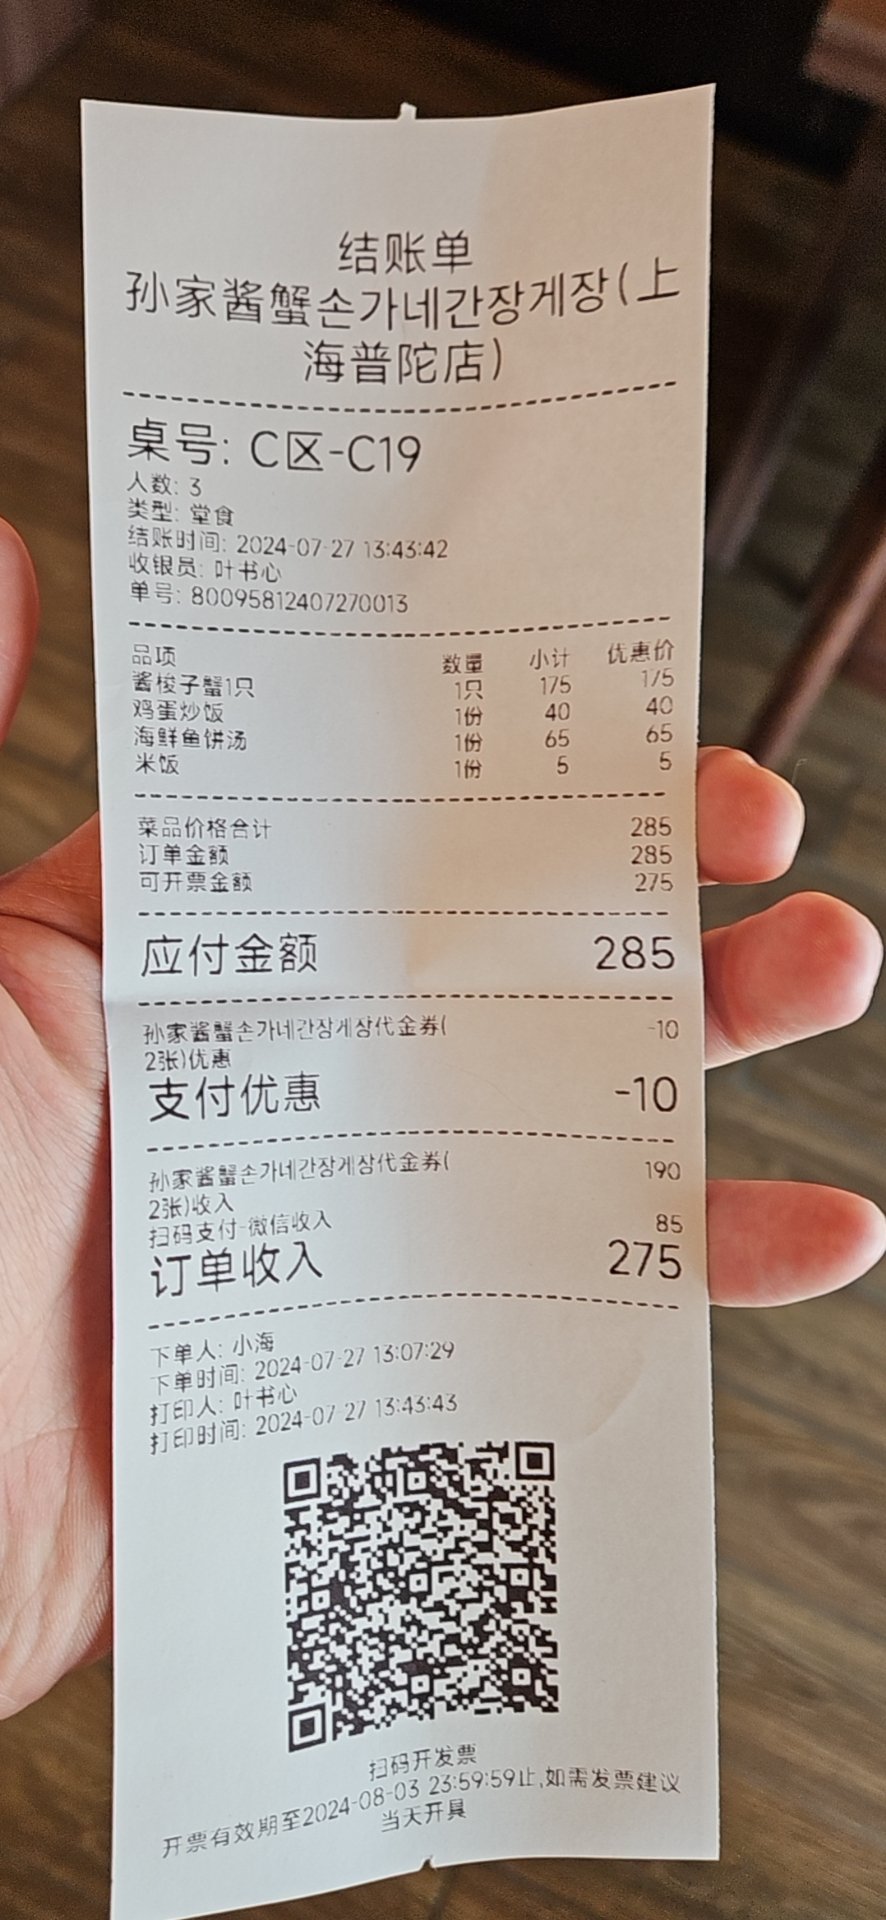 结账单
孙家酱蟹손가네간장게장(上
海普陀店)
桌号: C区-C19
人数: 3
类型: 堂食
结账时间: 2024-07-27 13:43:42
收银员: 叶书心
单号: 80095812407270013
品项 数量 小计 优惠价
酱梭子蟹1只 1只 175 175
鸡蛋炒饭 1份 40 40
海鲜鱼饼汤 1份 65 65
米饭 1份 5 5
菜品价格合计 285
订单金额 285
可开票金额 275
应付金额 285
孙家酱蟹손가네간장게장代金券( -10
2张)优惠
支付优惠 -10
孙家酱蟹손가네간장게장代金券( 190
2张)收入
扫码支付-微信收入 85
订单收入 275
下单人: 小海
下单时间: 2024-07-27 13:07:29
打印人: 叶书心
打印时间: 2024-07-27 13:43:43
扫码开发票
开票有效期至2024-08-03 23:59:59止,如需发票建议
当天开具